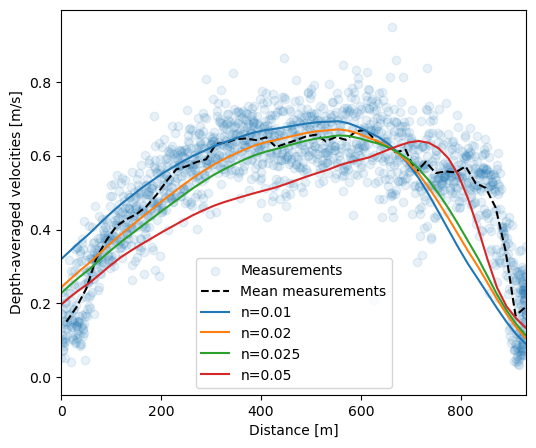 Depth-averaged velocities [m/s]
0.8
0.6
0.4
0.2
0.0
Measurements
Mean measurements
n=0.01
n=0.02
n=0.025
n=0.05
0 200 400 600 800
Distance [m]